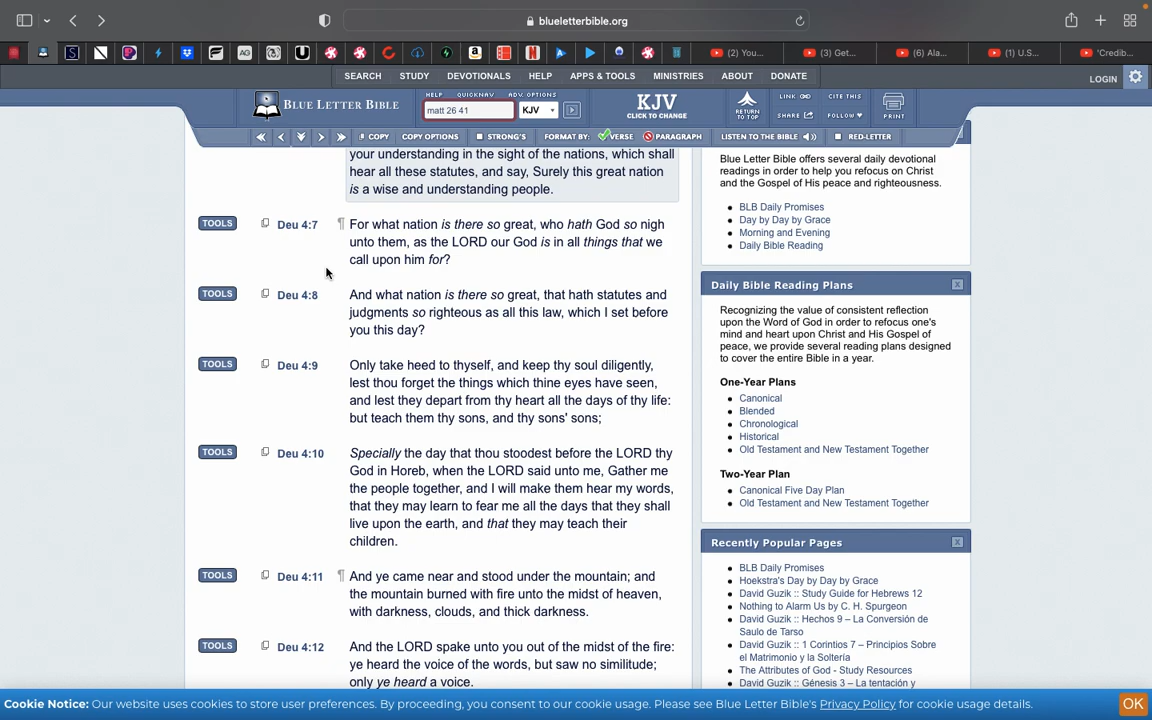 blueletterbible.org
(2) You...
(3) Get...
(6) Ala...
(1) U.S...
'Credib...
SEARCH STUDY DEVOTIONALS HELP APPS & TOOLS MINISTRIES ABOUT DONATE
LOGIN
BLUE LETTER BIBLE
HELP QUICKNAV ADV. OPTIONS
matt 26 41
KJV
KJV
CLICK TO CHANGE
RETURN
TO TOP
LINK
CITE THIS
SHARE
FOLLOW
PRINT
COPY COPY OPTIONS STRONG'S FORMAT BY: VERSE PARAGRAPH LISTEN TO THE BIBLE RED-LETTER
your understanding in the sight of the nations, which shall
hear all these statutes, and say, Surely this great nation
is a wise and understanding people.
TOOLS Deu 4:7 ¶ For what nation is there so great, who hath God so nigh
unto them, as the LORD our God is in all things that we
call upon him for?
TOOLS Deu 4:8 And what nation is there so great, that hath statutes and
judgments so righteous as all this law, which I set before
you this day?
TOOLS Deu 4:9 Only take heed to thyself, and keep thy soul diligently,
lest thou forget the things which thine eyes have seen,
and lest they depart from thy heart all the days of thy life:
but teach them thy sons, and thy sons' sons;
TOOLS Deu 4:10 Specially the day that thou stoodest before the LORD thy
God in Horeb, when the LORD said unto me, Gather me
the people together, and I will make them hear my words,
that they may learn to fear me all the days that they shall
live upon the earth, and that they may teach their
children.
TOOLS Deu 4:11 ¶ And ye came near and stood under the mountain; and
the mountain burned with fire unto the midst of heaven,
with darkness, clouds, and thick darkness.
TOOLS Deu 4:12 And the LORD spake unto you out of the midst of the fire:
ye heard the voice of the words, but saw no similitude;
only ye heard a voice.
Blue Letter Bible offers several daily devotional
readings in order to help you refocus on Christ
and the Gospel of His peace and righteousness.
BLB Daily Promises
Day by Day by Grace
Morning and Evening
Daily Bible Reading
Daily Bible Reading Plans
Recognizing the value of consistent reflection
upon the Word of God in order to refocus one's
mind and heart upon Christ and His Gospel of
peace, we provide several reading plans designed
to cover the entire Bible in a year.
One-Year Plans
Canonical
Blended
Chronological
Historical
Old Testament and New Testament Together
Two-Year Plan
Canonical Five Day Plan
Old Testament and New Testament Together
Recently Popular Pages
BLB Daily Promises
Hoekstra's Day by Day by Grace
David Guzik :: Study Guide for Hebrews 12
Nothing to Alarm Us by C. H. Spurgeon
David Guzik :: Hechos 9 – La Conversión de
Saulo de Tarso
David Guzik :: 1 Corintios 7 – Principios Sobre
el Matrimonio y la Soltería
The Attributes of God - Study Resources
David Guzik :: Génesis 3 – La tentación y
Cookie Notice: Our website uses cookies to store user preferences. By proceeding, you consent to our cookie usage. Please see Blue Letter Bible's Privacy Policy for cookie usage details.
OK